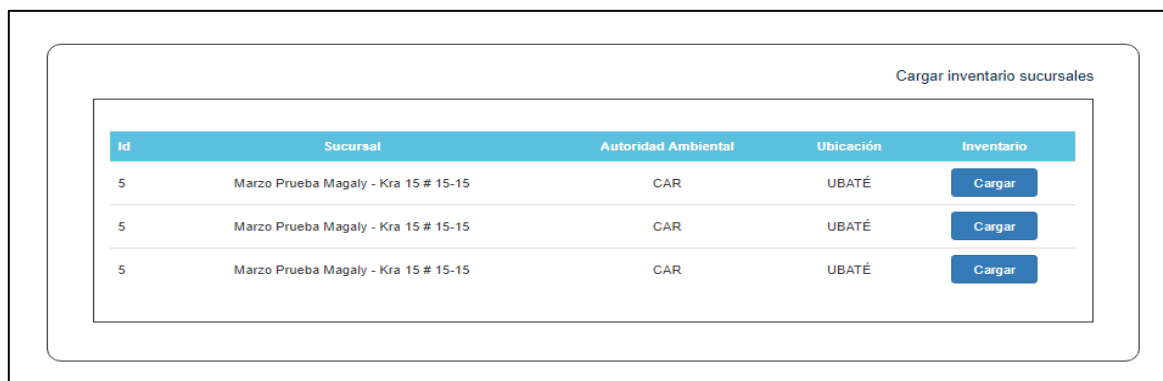 Cargar inventario sucursales
Id Sucursal Autoridad Ambiental Ubicación Inventario
5 Marzo Prueba Magaly - Kra 15 # 15-15 CAR UBATÉ Cargar
5 Marzo Prueba Magaly - Kra 15 # 15-15 CAR UBATÉ Cargar
5 Marzo Prueba Magaly - Kra 15 # 15-15 CAR UBATÉ Cargar